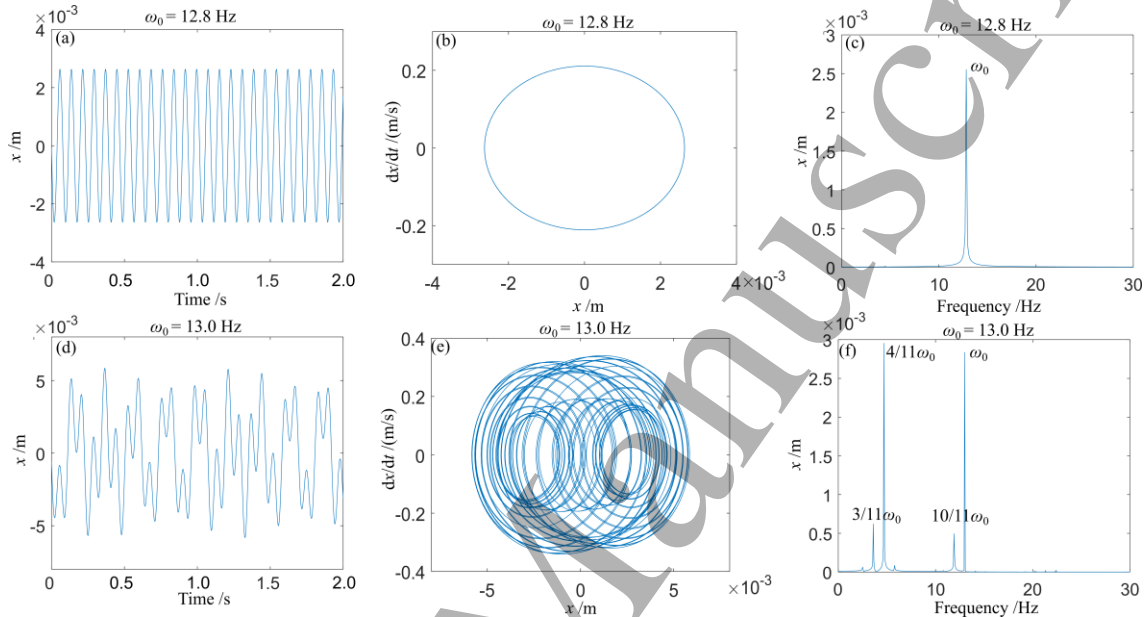 ×10⁻³
ω₀ = 12.8 Hz
(a)
4
2
0
-2
-4
x /m
0 0.5 1.0 1.5 2.0
Time /s
ω₀ = 12.8 Hz
(b)
0.2
0
-0.2
dx/dt /(m/s)
-4 -2 0 2 4×10⁻³
x /m
×10⁻³
ω₀ = 12.8 Hz
(c)
ω₀
3
2.5
2
1.5
1
0.5
0
x /m
0 10 20 30
Frequency /Hz
×10⁻³
ω₀ = 13.0 Hz
(d)
5
0
-5
x /m
0 0.5 1.0 1.5 2.0
Time /s
ω₀ = 13.0 Hz
(e)
0.4
0.2
0
-0.2
-0.4
dx/dt /(m/s)
-5 0 5 ×10⁻³
x /m
×10⁻³
ω₀ = 13.0 Hz
(f)
4/11ω₀
ω₀
3/11ω₀
10/11ω₀
3
2.5
2
1.5
1
0.5
0
x /m
0 10 20 30
Frequency /Hz
Manuscri